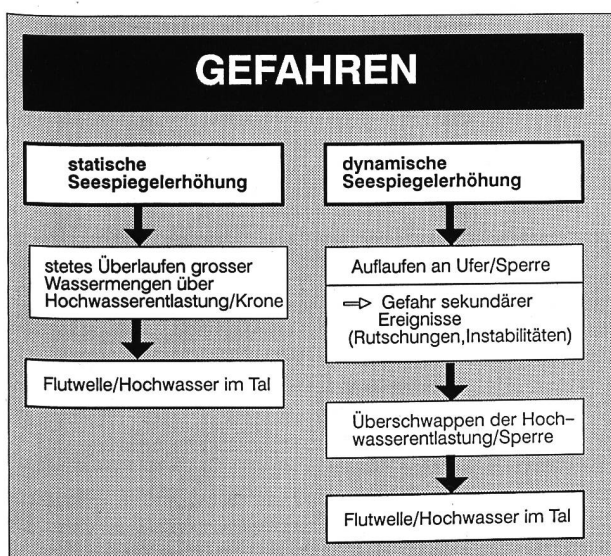 GEFAHREN
statische
Seespiegelerhöhung
stetes Überlaufen grosser
Wassermengen über
Hochwasserentlastung/Krone
Flutwelle/Hochwasser im Tal
dynamische
Seespiegelerhöhung
Auflaufen an Ufer/Sperre
⇨ Gefahr sekundärer
Ereignisse
(Rutschungen,Instabilitäten)
Überschwappen der Hoch-
wasserentlastung/Sperre
Flutwelle/Hochwasser im Tal